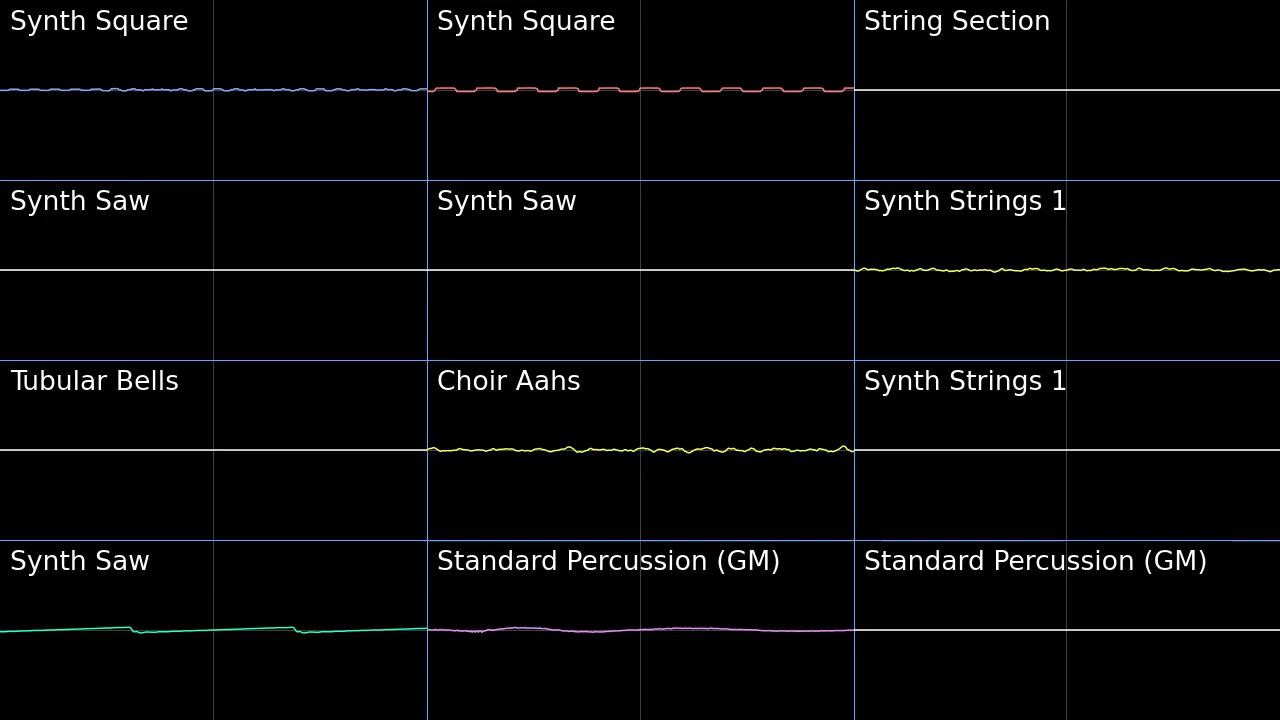 Synth Square
Synth Square
String Section
Synth Saw
Synth Saw
Synth Strings 1
Tubular Bells
Choir Aahs
Synth Strings 1
Synth Saw
Standard Percussion (GM)
Standard Percussion (GM)